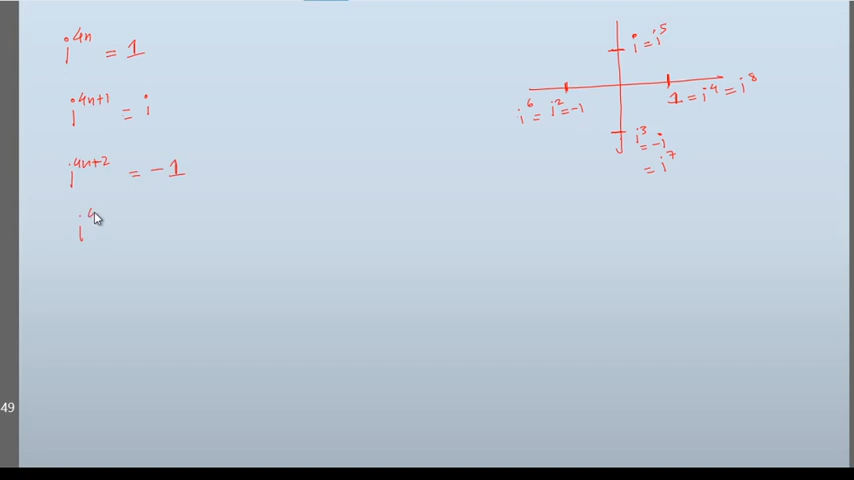 i^{4n} = 1
i^{4n+1} = i
i^{4n+2} = -1
i^4
i = i^5
1 = i^4 = i^8
i^6 = i^2 = -1
i^3 = -i
= i^7
49